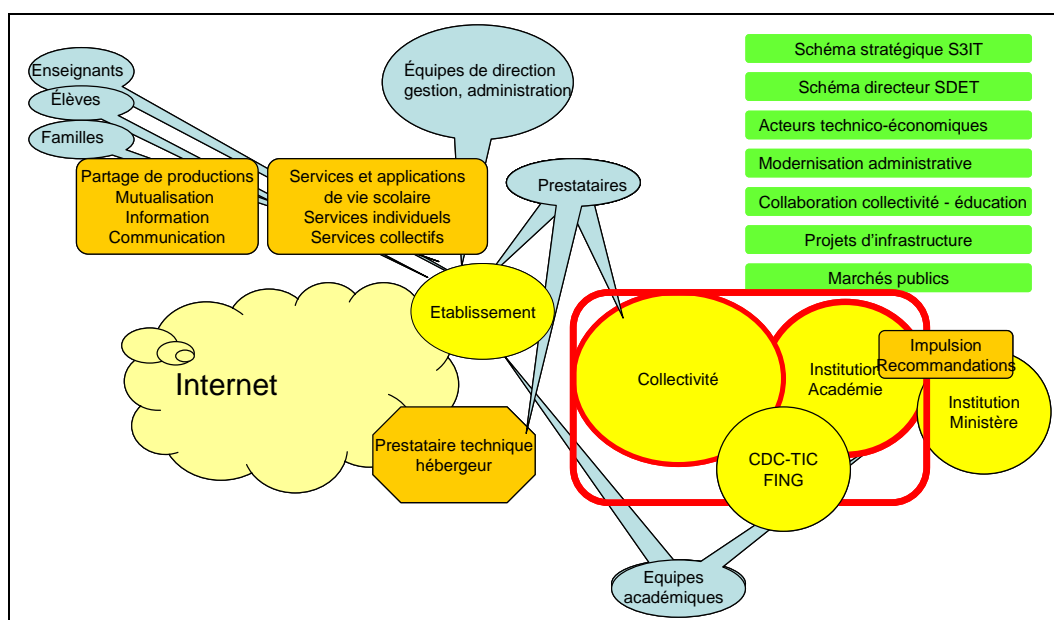 Enseignants
Élèves
Familles
Équipes de direction
gestion, administration
Schéma stratégique S3IT
Schéma directeur SDET
Acteurs technico-économiques
Modernisation administrative
Collaboration collectivité - éducation
Projets d'infrastructure
Marchés publics
Partage de productions
Mutualisation
Information
Communication
Services et applications
de vie scolaire
Services individuels
Services collectifs
Prestataires
Etablissement
Internet
Prestataire technique
hébergeur
Collectivité
Institution
Académie
Impulsion
Recommandations
Institution
Ministère
CDC-TIC
FING
Equipes
académiques